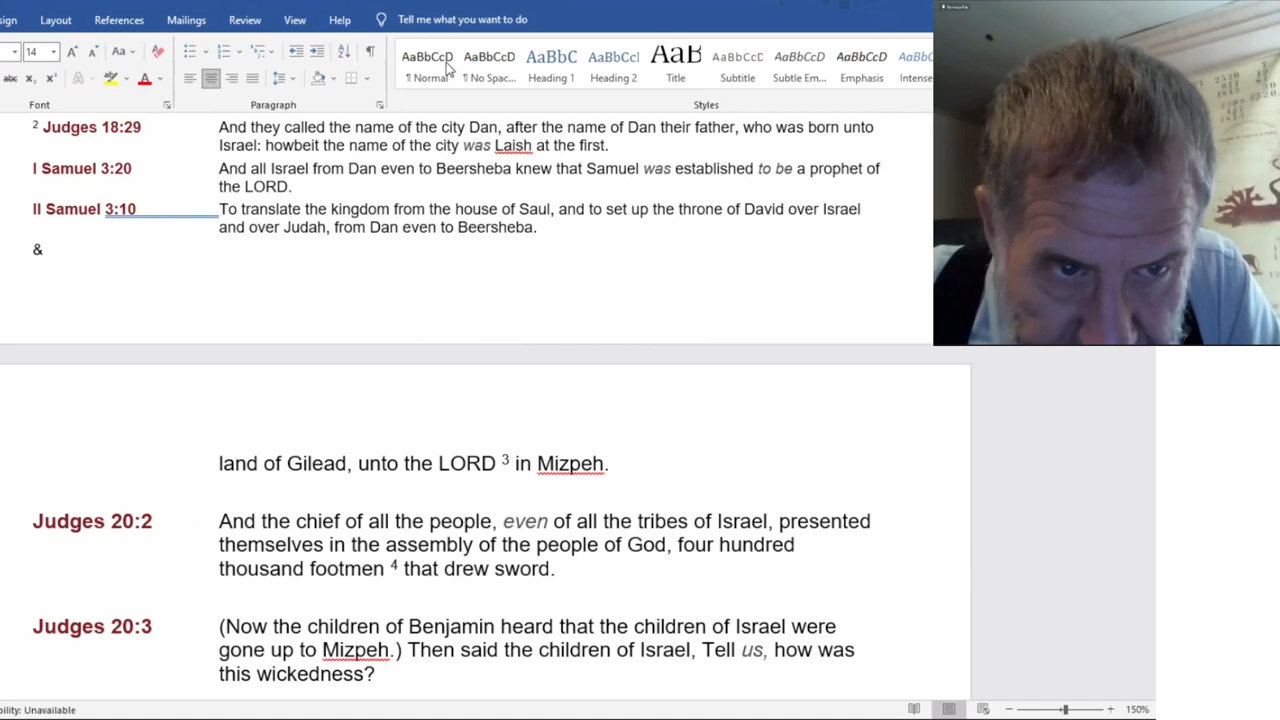 sign Layout References Mailings Review View Help Tell me what you want to do
14 Aa AaBbCcD AaBbCcD AaBbC AaBbCcl AaB AaBbCcC AaBbCcD AaBbCcD AaBbCc
abc X₂ X² A A ¶ Normal ¶ No Spac... Heading 1 Heading 2 Title Subtitle Subtle Em... Emphasis Intense
Font Paragraph Styles
2 Judges 18:29 And they called the name of the city Dan, after the name of Dan their father, who was born unto
Israel: howbeit the name of the city was Laish at the first.
I Samuel 3:20 And all Israel from Dan even to Beersheba knew that Samuel was established to be a prophet of
the LORD.
II Samuel 3:10 To translate the kingdom from the house of Saul, and to set up the throne of David over Israel
and over Judah, from Dan even to Beersheba.
&
land of Gilead, unto the LORD 3 in Mizpeh.
Judges 20:2 And the chief of all the people, even of all the tribes of Israel, presented
themselves in the assembly of the people of God, four hundred
thousand footmen 4 that drew sword.
Judges 20:3 (Now the children of Benjamin heard that the children of Israel were
gone up to Mizpeh.) Then said the children of Israel, Tell us, how was
this wickedness?
bility: Unavailable 150%